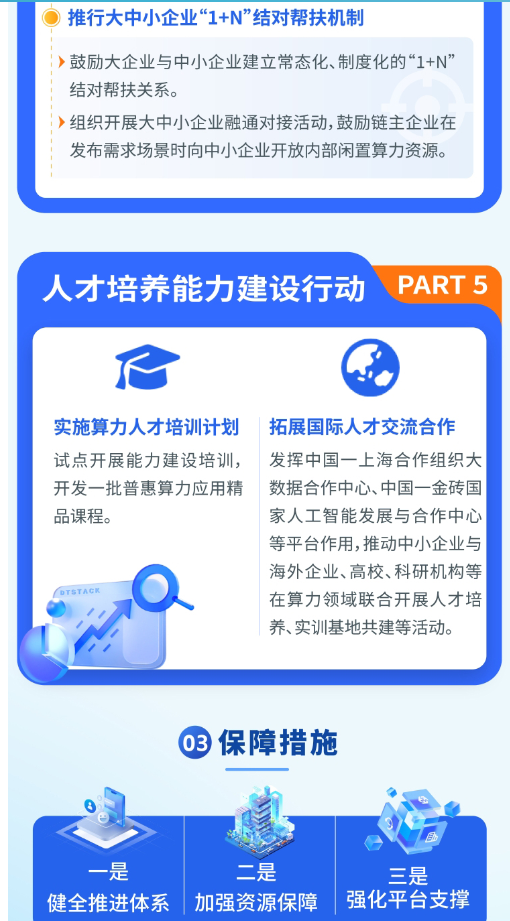 推行大中小企业“1+N”结对帮扶机制
鼓励大企业与中小企业建立常态化、制度化的“1+N”
结对帮扶关系。
组织开展大中小企业融通对接活动,鼓励链主企业在
发布需求场景时向中小企业开放内部闲置算力资源。
人才培养能力建设行动
PART 5
实施算力人才培训计划
试点开展能力建设培训,
开发一批普惠算力应用精
品课程。
拓展国际人才交流合作
发挥中国一上海合作组织大
数据合作中心、中国一金砖国
家人工智能发展与合作中心
等平台作用,推动中小企业与
海外企业、高校、科研机构等
在算力领域联合开展人才培
养、实训基地共建等活动。
DTSTACK
03 保障措施
一是
健全推进体系
二是
加强资源保障
三是
强化平台支撑